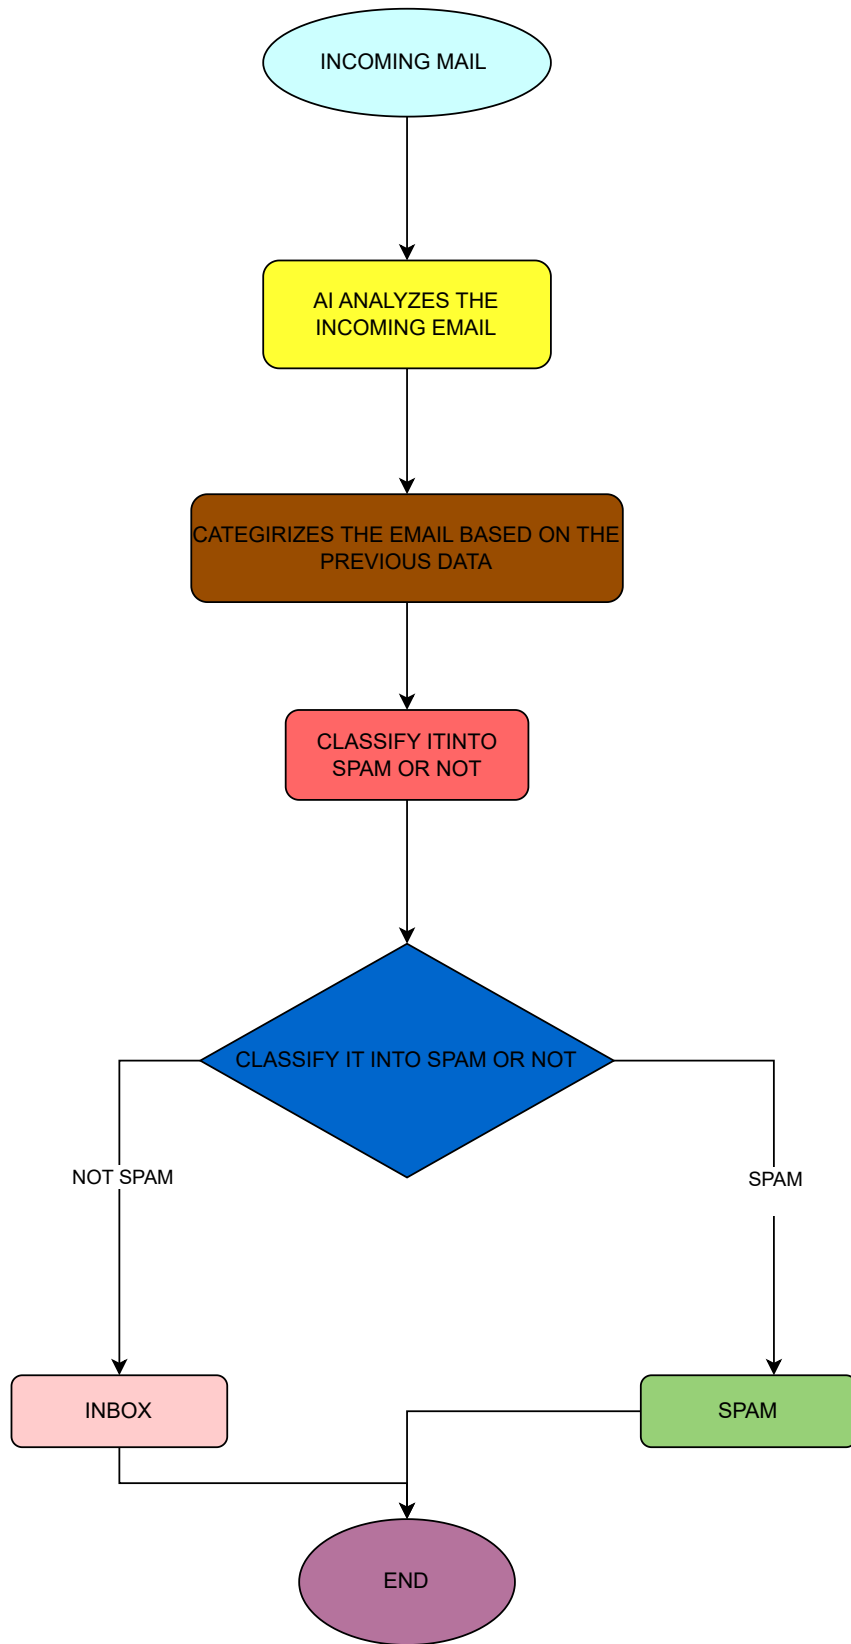 INCOMING MAIL
AI ANALYZES THE
INCOMING EMAIL
CATEGIRIZES THE EMAIL BASED ON THE
PREVIOUS DATA
CLASSIFY ITINTO
SPAM OR NOT
CLASSIFY IT INTO SPAM OR NOT
NOT SPAM
SPAM
INBOX
SPAM
END